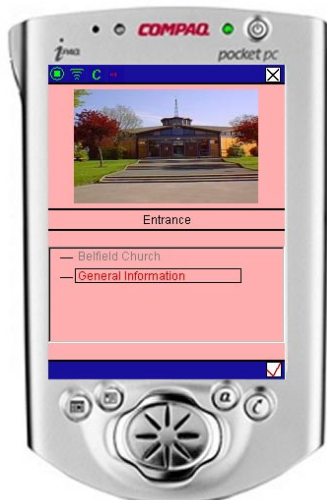 COMPAQ
iPAQ
pocket pc
C
Entrance
Belfield Church
General Information
α